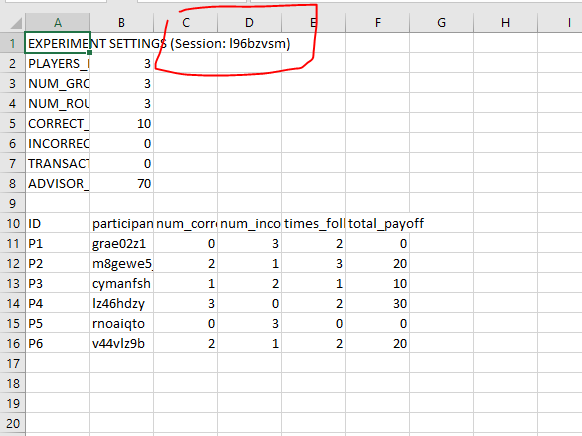 A B C D E F G H I
1 EXPERIMENT SETTINGS (Session: l96bzvsm)
2 PLAYERS_ 3
3 NUM_GRO 3
4 NUM_ROU 3
5 CORRECT_ 10
6 INCORREC 0
7 TRANSACT 0
8 ADVISOR_ 70
9
10 ID participan num_corre num_inco times_foll total_payoff
11 P1 grae02z1 0 3 2 0
12 P2 m8gewe5_ 2 1 3 20
13 P3 cymanfsh 1 2 1 10
14 P4 lz46hdzy 3 0 2 30
15 P5 rnoaiqto 0 3 0 0
16 P6 v44vlz9b 2 1 2 20
17
18
19
20